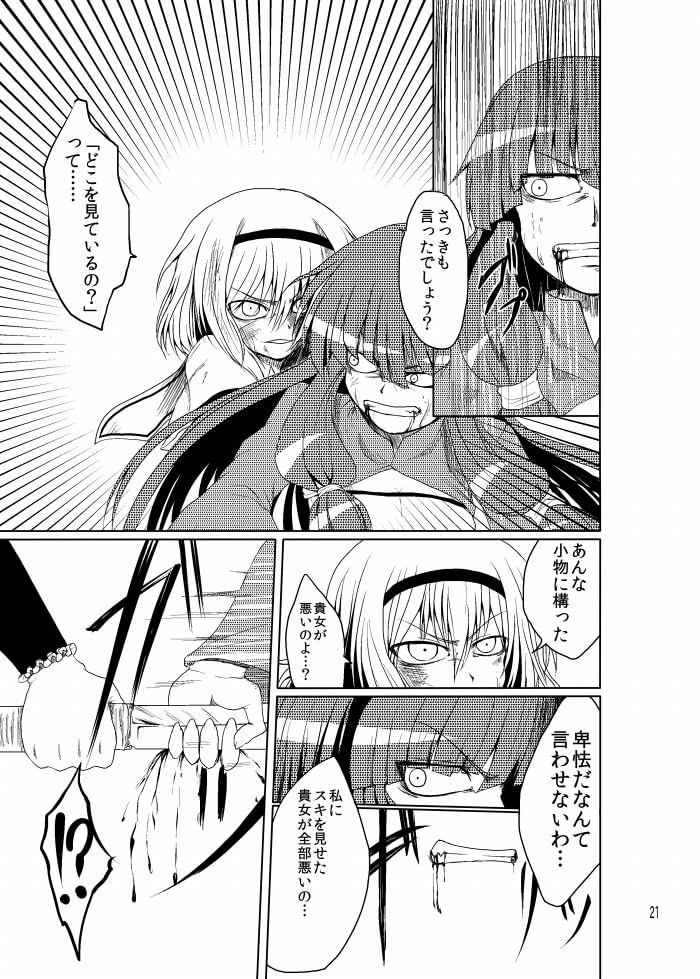 さっきも
言ったでしょう?
「どこを見ているの?」
って……
あんな
小物に構った
貴女が
悪いのよ…?
卑怯だなんて
言わせないわ…
私に
スキを見せた
貴女が全部悪いの…
!?
21